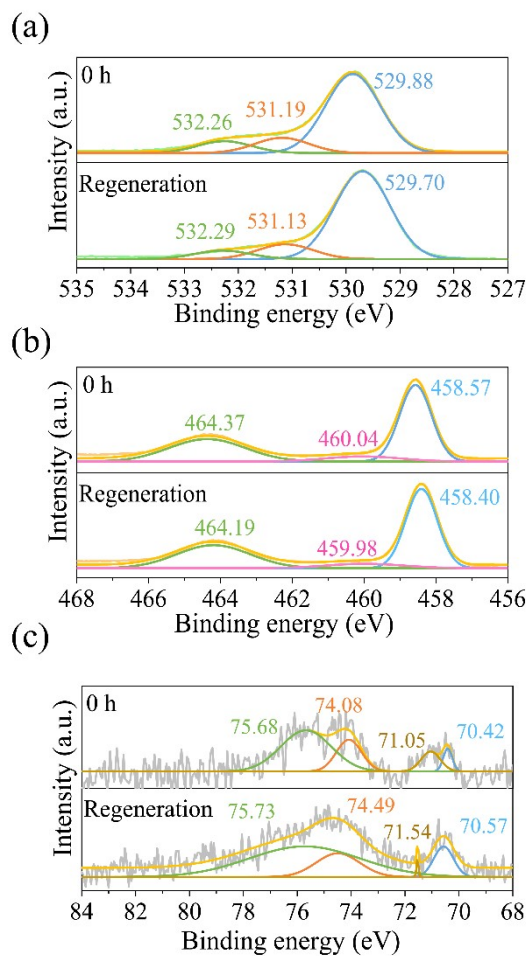 (a)
0 h
529.88
532.26
531.19
Regeneration
529.70
532.29
531.13
Intensity (a.u.)
535 534 533 532 531 530 529 528 527
Binding energy (eV)
(b)
0 h
458.57
464.37
460.04
Regeneration
458.40
464.19
459.98
Intensity (a.u.)
468 466 464 462 460 458 456
Binding energy (eV)
(c)
0 h
74.08
75.68
71.05
70.42
Regeneration
75.73
74.49
71.54
70.57
Intensity (a.u.)
84 82 80 78 76 74 72 70 68
Binding energy (eV)